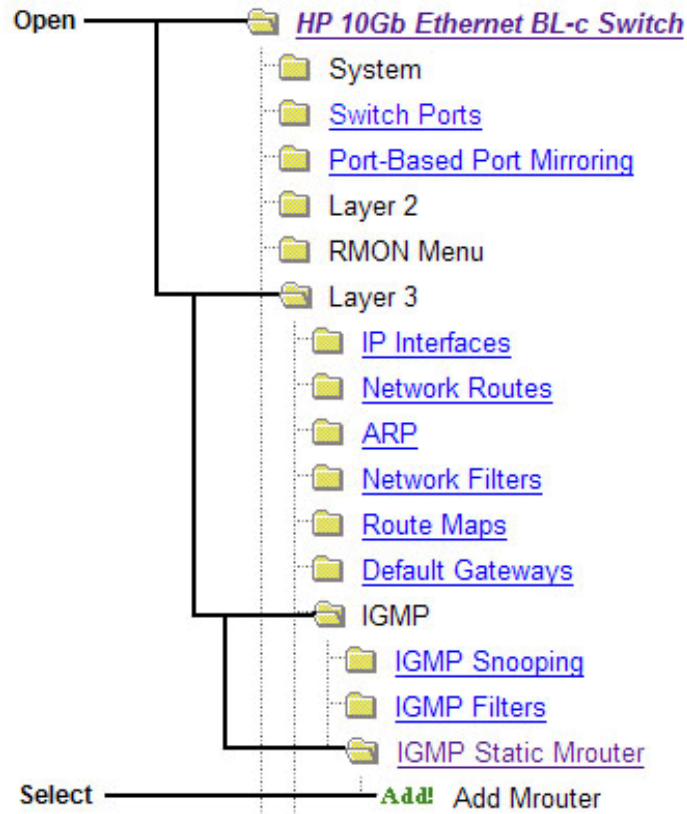 Open HP 10Gb Ethernet BL-c Switch
System
Switch Ports
Port-Based Port Mirroring
Layer 2
RMON Menu
Layer 3
IP Interfaces
Network Routes
ARP
Network Filters
Route Maps
Default Gateways
IGMP
IGMP Snooping
IGMP Filters
IGMP Static Mrouter
Select Add! Add Mrouter